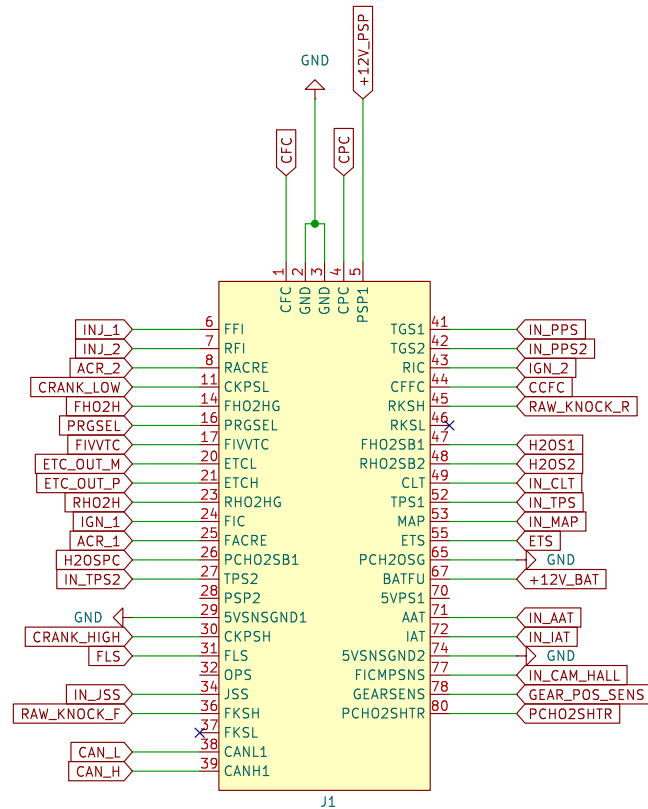 GND
+12V_PSP
CFC
CPC
1 2 3 4 5
CFC GND GND CPC PSP1
INJ_1 6 FFI TGS1 41 IN_PPS
INJ_2 7 RFI TGS2 42 IN_PPS2
ACR_2 8 RACRE RIC 43 IGN_2
CRANK_LOW 11 CKPSL CFFC 44 CCFC
FHO2H 14 FHO2HG RKSH 45 RAW_KNOCK_R
PRGSEL 16 PRGSEL RKSL 46
FIVVTC 17 FIVVTC FHO2SB1 47 H2OS1
ETC_OUT_M 20 ETCL RHO2SB2 48 H2OS2
ETC_OUT_P 21 ETCH CLT 49 IN_CLT
RHO2H 23 RHO2HG TPS1 52 IN_TPS
IGN_1 24 FIC MAP 53 IN_MAP
ACR_1 25 FACRE ETS 55 ETS
H2OSPC 26 PCHO2SB1 PCH2OSG 65 GND
IN_TPS2 27 TPS2 BATFU 67 +12V_BAT
28 PSP2 5VPS1 70
GND 29 5VSNSGND1 AAT 71 IN_AAT
CRANK_HIGH 30 CKPSH IAT 72 IN_IAT
FLS 31 FLS 5VSNSGND2 74 GND
32 OPS FICMPSNS 77 IN_CAM_HALL
IN_JSS 34 JSS GEARSENS 78 GEAR_POS_SENS
RAW_KNOCK_F 36 FKSH PCHO2SHTR 80 PCHO2SHTR
37 FKSL
CAN_L 38 CANL1
CAN_H 39 CANH1
J1